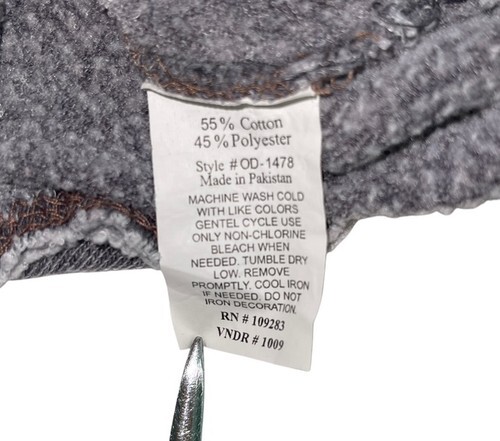 55% Cotton
45% Polyester
Style # OD-1478
Made in Pakistan
MACHINE WASH COLD
WITH LIKE COLORS
GENTEL CYCLE USE
ONLY NON-CHLORINE
BLEACH WHEN
NEEDED. TUMBLE DRY
LOW. REMOVE
PROMPTLY. COOL IRON
IF NEEDED. DO NOT
IRON DECORATION.
RN # 109283
VNDR # 1009